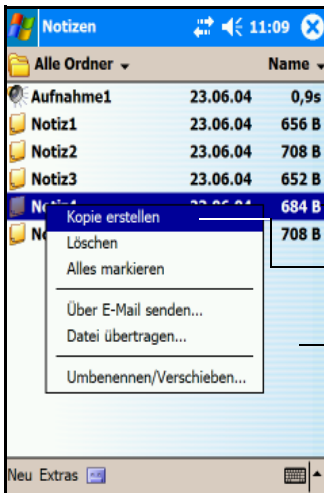 Notizen 11:09
Alle Ordner Name
Aufnahme1 23.06.04 0,9s
Notiz1 23.06.04 656 B
Notiz2 23.06.04 708 B
Notiz3 23.06.04 652 B
684 B
708 B
Kopie erstellen
Löschen
Alles markieren
Über E-Mail senden...
Datei übertragen...
Umbenennen/Verschieben...
Neu Extras